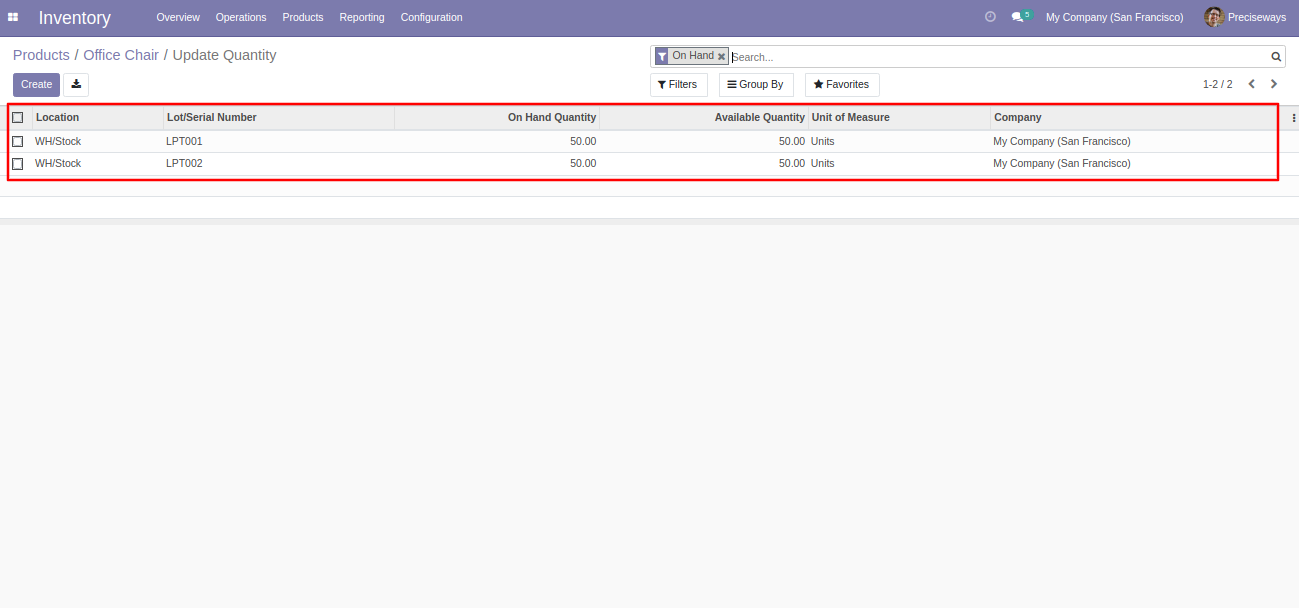 Inventory Overview Operations Products Reporting Configuration 5 My Company (San Francisco) Preciseways
Products / Office Chair / Update Quantity On Hand Search...
Create Filters Group By Favorites 1-2 / 2
Location Lot/Serial Number On Hand Quantity Available Quantity Unit of Measure Company
WH/Stock LPT001 50.00 50.00 Units My Company (San Francisco)
WH/Stock LPT002 50.00 50.00 Units My Company (San Francisco)